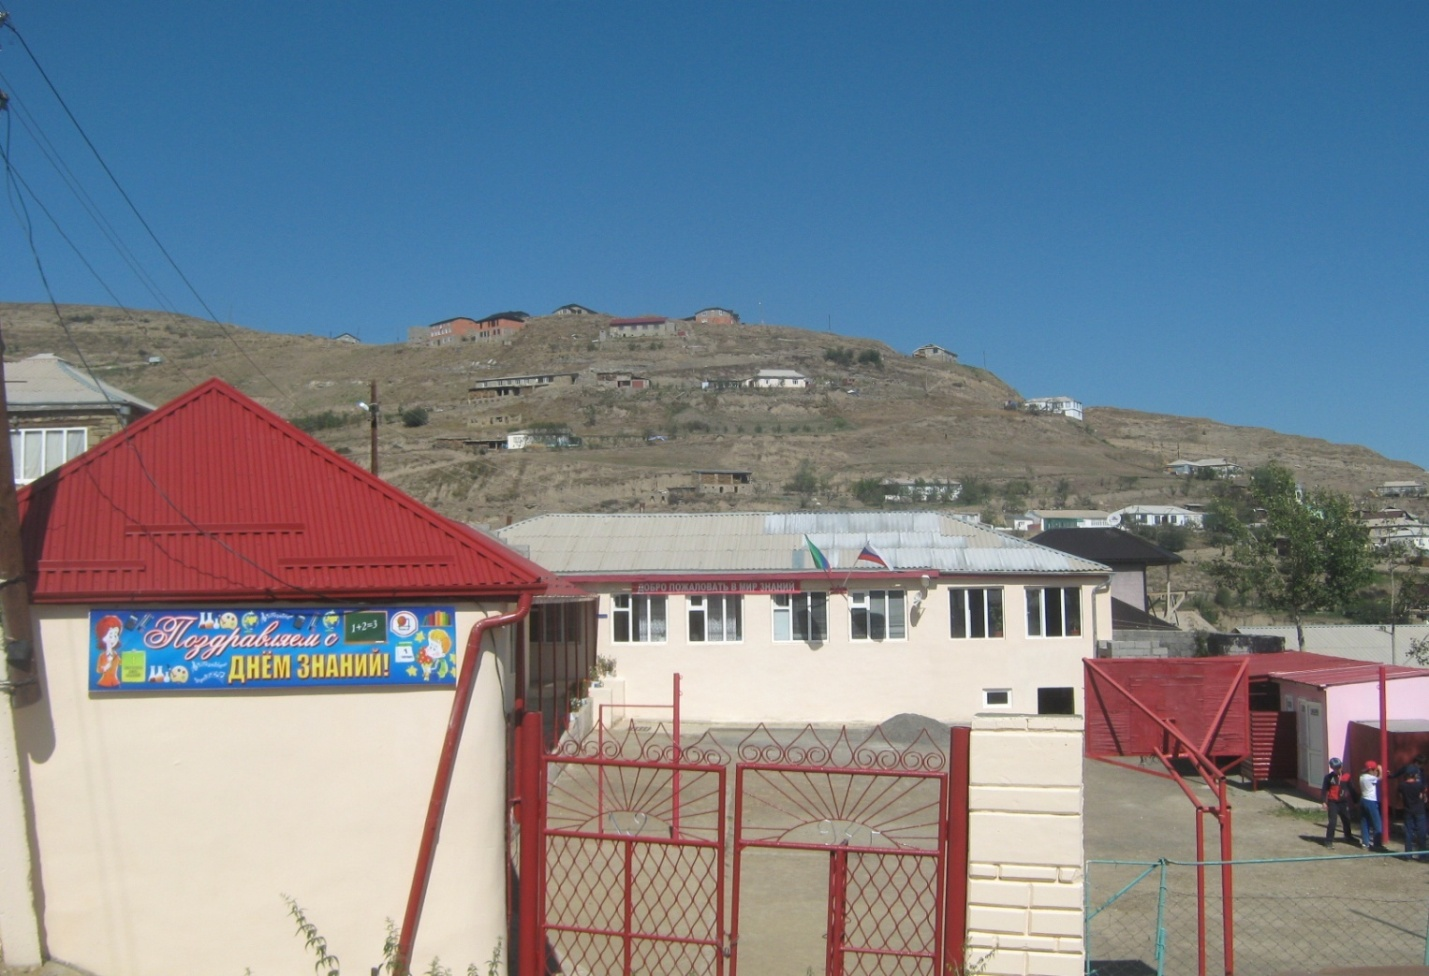 Поздравляем с
ДНЁМ ЗНАНИЙ!
1+2=3
ДОБРО ПОЖАЛОВАТЬ В МИР ЗНАНИЙ